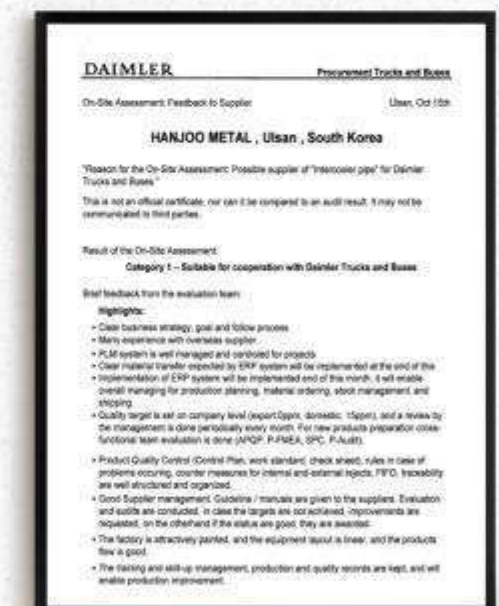 DAIMLER
Procurement Trucks and Buses
On-Site Assessment: Feedback to Supplier
Ulsan, Oct 15th
HANJOO METAL , Ulsan , South Korea
"Reason for the On-Site Assessment: Possible supplier of "Intercooler pipe" for Daimler
Trucks and Buses."
This is not an official certificate, nor can it be compared to an audit result. It may not be
communicated to third parties.
Result of the On-Site Assessment:
Category 1 – Suitable for cooperation with Daimler Trucks and Buses
Brief feedback from the evaluation team:
Highlights:
• Clear business strategy, goal and follow process
• Many experience with overseas supplier
• PLM system is well managed and controled for projects
• Clear material transfer expected by ERP system will be implemented at the end of this
• Implementation of ERP system will be implemented end of this month, it will enable
overall managing for production planning, material ordering, stock management, and
shipping.
• Quality target is set on company level (export:0ppm, domestic: 15ppm), and a review by
the management is done periodically every month. For new products preparation cross-
functional team evaluation is done (APQP, P-FMEA, SPC, P-Audit).
• Product Quality Control (Control Plan, work standard, check sheet), rules in case of
problems occuring, counter measures for internal and external rejects, FIFO, traceability
are well structured and organized.
• Good Supplier management. Guideline / manuals are given to the suppliers. Evaluation
and audits are conducted, in case the targets are not achieved, improvements are
requested, on the otherhand if the status are good, they are awarded.
• The factory is attractively painted, and the equipment layout is linear, and the products
flow is good.
• The training and skill-up management, production and quality records are kept, and will
enable production improvement.